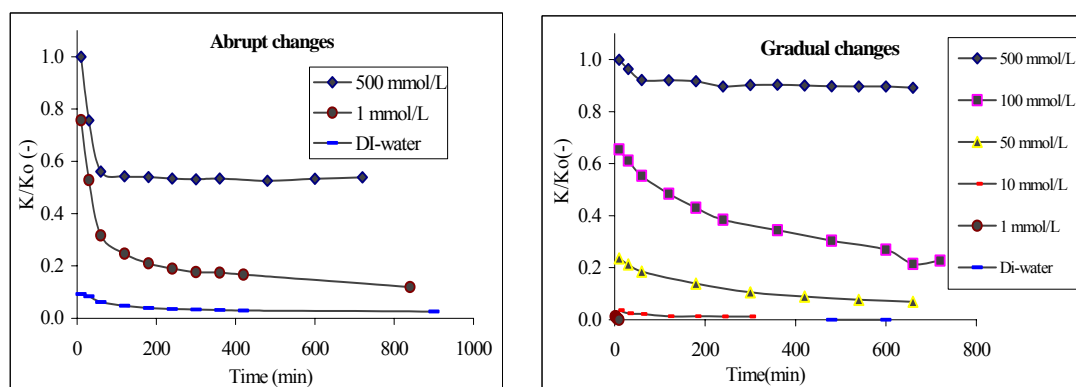 Abrupt changes
1.0
0.8
0.6
0.4
0.2
0.0
K/Ko (-)
500 mmol/L
1 mmol/L
DI-water
0
200
400
600
800
1000
Time (min)
Gradual changes
1.0
0.8
0.6
0.4
0.2
0.0
K/Ko(-)
0
200
400
600
800
Time(min)
500 mmol/L
100 mmol/L
50 mmol/L
10 mmol/L
1 mmol/L
Di-water